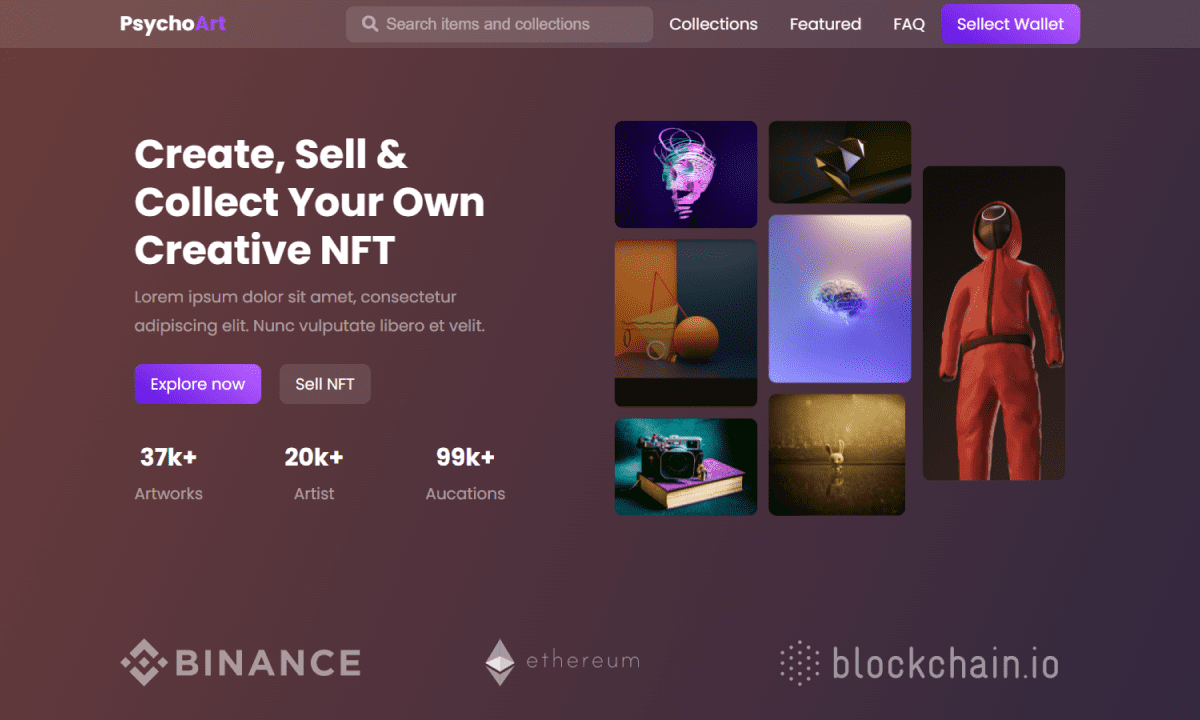 PsychoArt
Search items and collections
Collections
Featured
FAQ
Sellect Wallet
Create, Sell &
Collect Your Own
Creative NFT
Lorem ipsum dolor sit amet, consectetur
adipiscing elit. Nunc vulputate libero et velit.
Explore now
Sell NFT
37k+
20k+
99k+
Artworks
Artist
Aucations
BINANCE
ethereum
blockchain.io